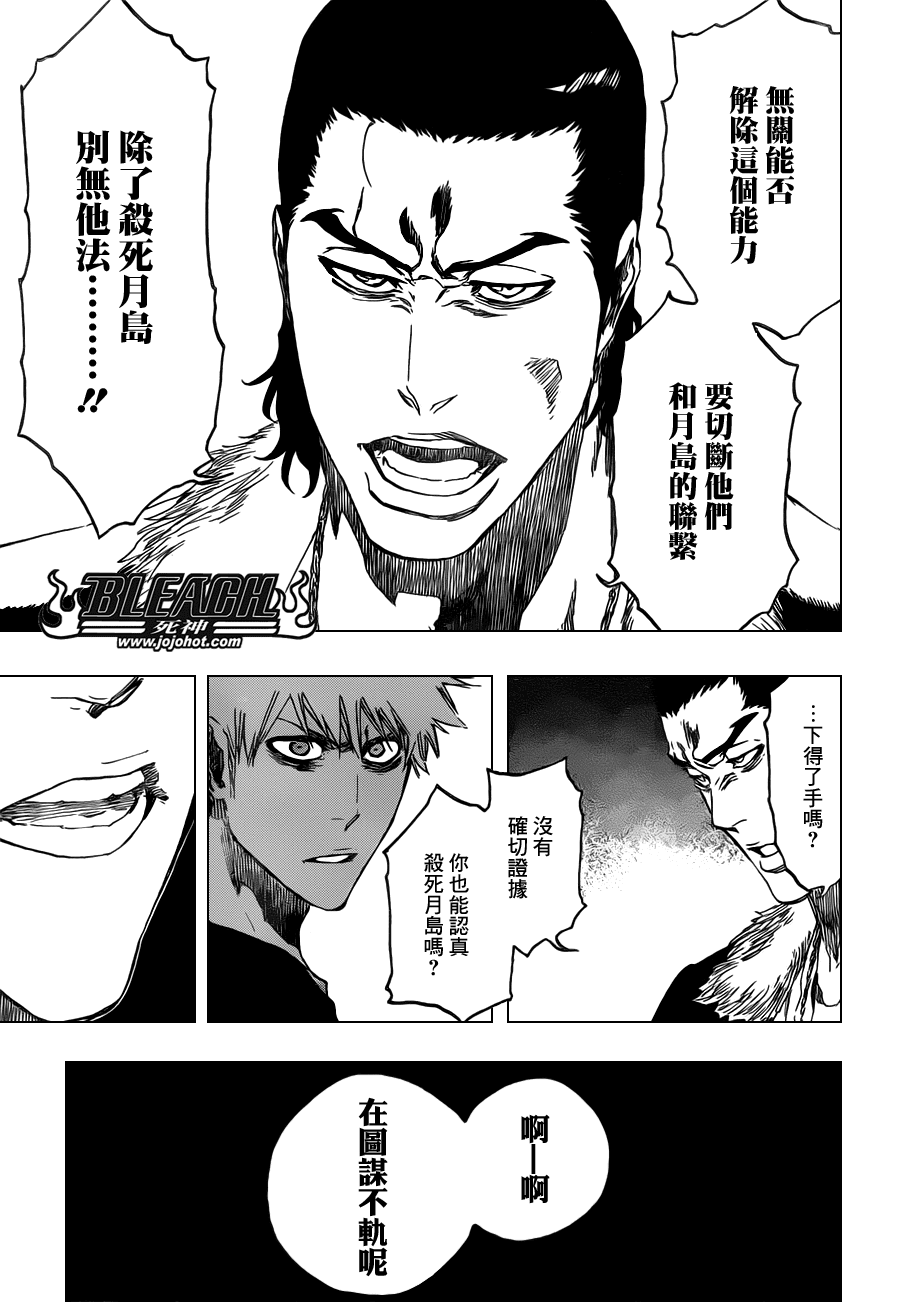 無關能否
解除這個能力
要切斷他們
和月島的聯繫
除了殺死月島
別無他法………!!
BLEACH
死神
www.jojohot.com
…下得了手嗎?
沒有
確切證據
你也能認真
殺死月島嗎?
啊—啊
在圖謀不軌呢